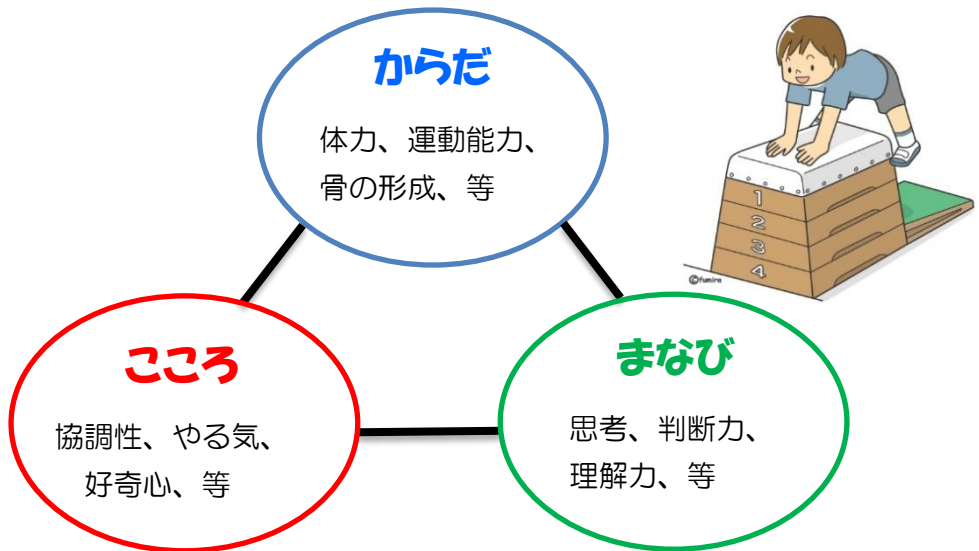 からだ
体力、運動能力、
骨の形成、等
1
2
3
4
©fumira
こころ
協調性、やる気、
好奇心、等
まなび
思考、判断力、
理解力、等